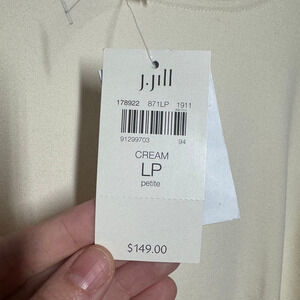 J.Jill
178922 871LP 1911
91299703 94
CREAM
LP
petite
$149.00